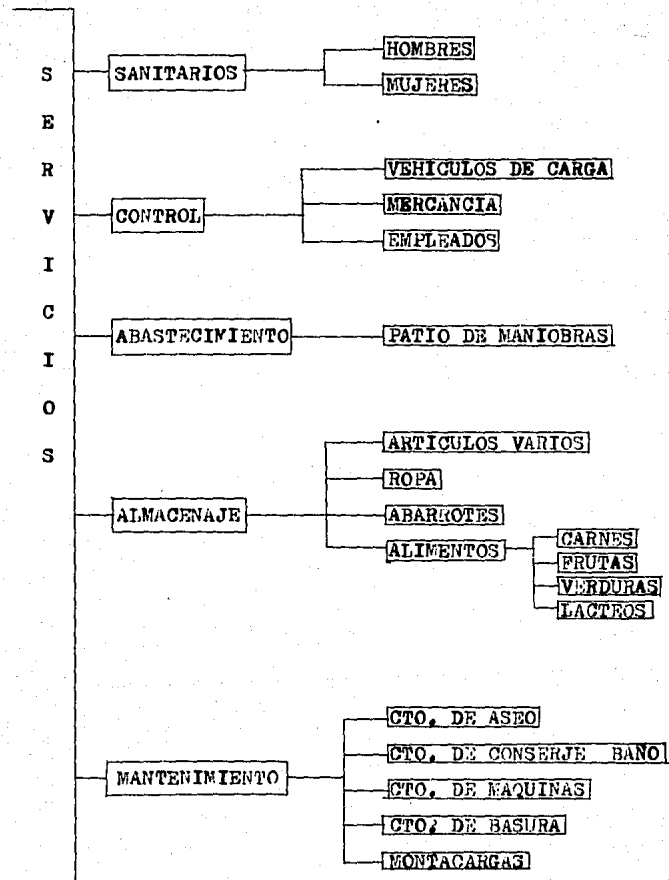 SERVICIOS
SANITARIOS
HOMBRES
MUJERES
CONTROL
VEHICULOS DE CARGA
MERCANCIA
EMPLEADOS
ABASTECIMIENTO
PATIO DE MANIOBRAS
ALMACENAJE
ARTICULOS VARIOS
ROPA
ABARROTES
ALIMENTOS
CARNES
FRUTAS
VERDURAS
LACTEOS
MANTENIMIENTO
CTO. DE ASEO
CTO. DE CONSERJE BAÑO
CTO. DE MAQUINAS
CTO. DE BASURA
MONTACARGAS